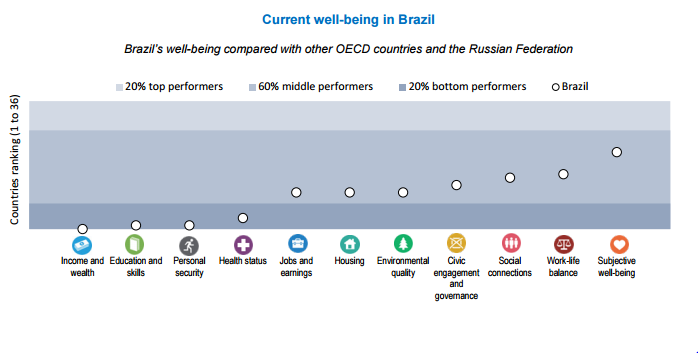 Current well-being in Brazil
Brazil's well-being compared with other OECD countries and the Russian Federation
20% top performers
60% middle performers
20% bottom performers
Brazil
Countries ranking (1 to 36)
Income and
wealth
Education and
skills
Personal
security
Health status
Jobs and
earnings
Housing
Environmental
quality
Civic
engagement
and
governance
Social
connections
Work-life
balance
Subjective
well-being